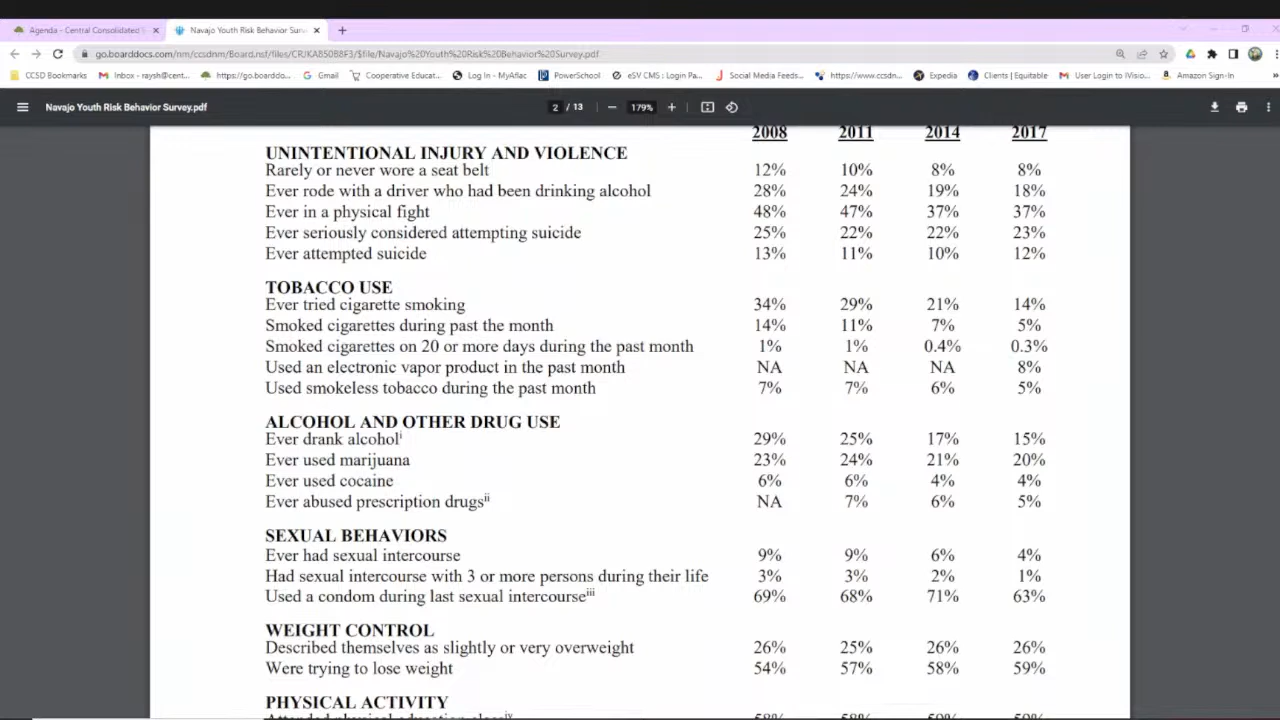 Agenda - Central Consolidated S
Navajo Youth Risk Behavior Surv
go.boarddocs.com/nm/ccsdnm/Board.nsf/files/CRJKA850B8F3/$file/Navajo%20Youth%20Risk%20Behavior%20Survey.pdf
CCSD Bookmarks Inbox - raysh@cent... https://go.boarddo... Gmail Cooperative Educat... Log In - MyAflac PowerSchool eSV CMS : Login Pa... Social Media Feeds... https://www.ccsdn... Expedia Clients | Equitable User Login to iVisio... Amazon Sign-In »
Navajo Youth Risk Behavior Survey.pdf 2 / 13 − 179% +
2008 2011 2014 2017
UNINTENTIONAL INJURY AND VIOLENCE
Rarely or never wore a seat belt 12% 10% 8% 8%
Ever rode with a driver who had been drinking alcohol 28% 24% 19% 18%
Ever in a physical fight 48% 47% 37% 37%
Ever seriously considered attempting suicide 25% 22% 22% 23%
Ever attempted suicide 13% 11% 10% 12%
TOBACCO USE
Ever tried cigarette smoking 34% 29% 21% 14%
Smoked cigarettes during past the month 14% 11% 7% 5%
Smoked cigarettes on 20 or more days during the past month 1% 1% 0.4% 0.3%
Used an electronic vapor product in the past month NA NA NA 8%
Used smokeless tobacco during the past month 7% 7% 6% 5%
ALCOHOL AND OTHER DRUG USE
Ever drank alcoholⁱ 29% 25% 17% 15%
Ever used marijuana 23% 24% 21% 20%
Ever used cocaine 6% 6% 4% 4%
Ever abused prescription drugsⁱⁱ NA 7% 6% 5%
SEXUAL BEHAVIORS
Ever had sexual intercourse 9% 9% 6% 4%
Had sexual intercourse with 3 or more persons during their life 3% 3% 2% 1%
Used a condom during last sexual intercourseⁱⁱⁱ 69% 68% 71% 63%
WEIGHT CONTROL
Described themselves as slightly or very overweight 26% 25% 26% 26%
Were trying to lose weight 54% 57% 58% 59%
PHYSICAL ACTIVITY